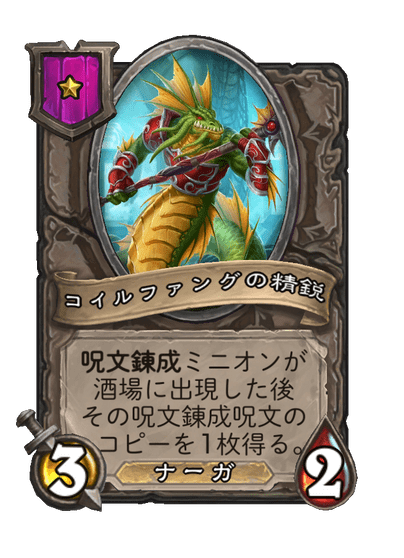 コイルファングの精鋭
呪文錬成ミニオンが
酒場に出現した後
その呪文錬成呪文の
コピーを1枚得る。
3
ナーガ
2